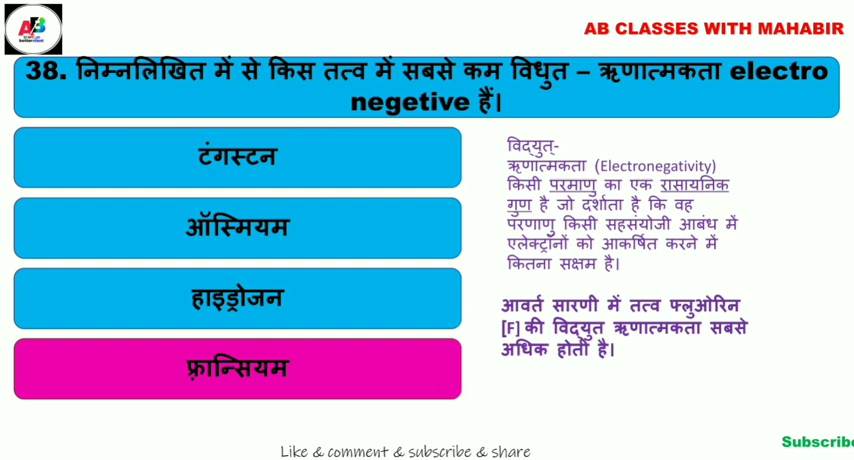 AB CLASSES WITH MAHABIR
38. निम्नलिखित में से किस तत्व में सबसे कम विधुत – ऋणात्मकता electro
negetive हैं।
टंगस्टन
ऑस्मियम
हाइड्रोजन
फ़्रान्सियम
विद्युत्-
ऋणात्मकता (Electronegativity)
किसी परमाणु का एक रासायनिक
गुण है जो दर्शाता है कि वह
परणाणु किसी सहसंयोजी आबंध में
एलेक्ट्रॉनों को आकर्षित करने में
कितना सक्षम है।
आवर्त सारणी में तत्व फ्लुओरिन
[F] की विद्युत ऋणात्मकता सबसे
अधिक होती है।
Like & comment & subscribe & share
Subscribe